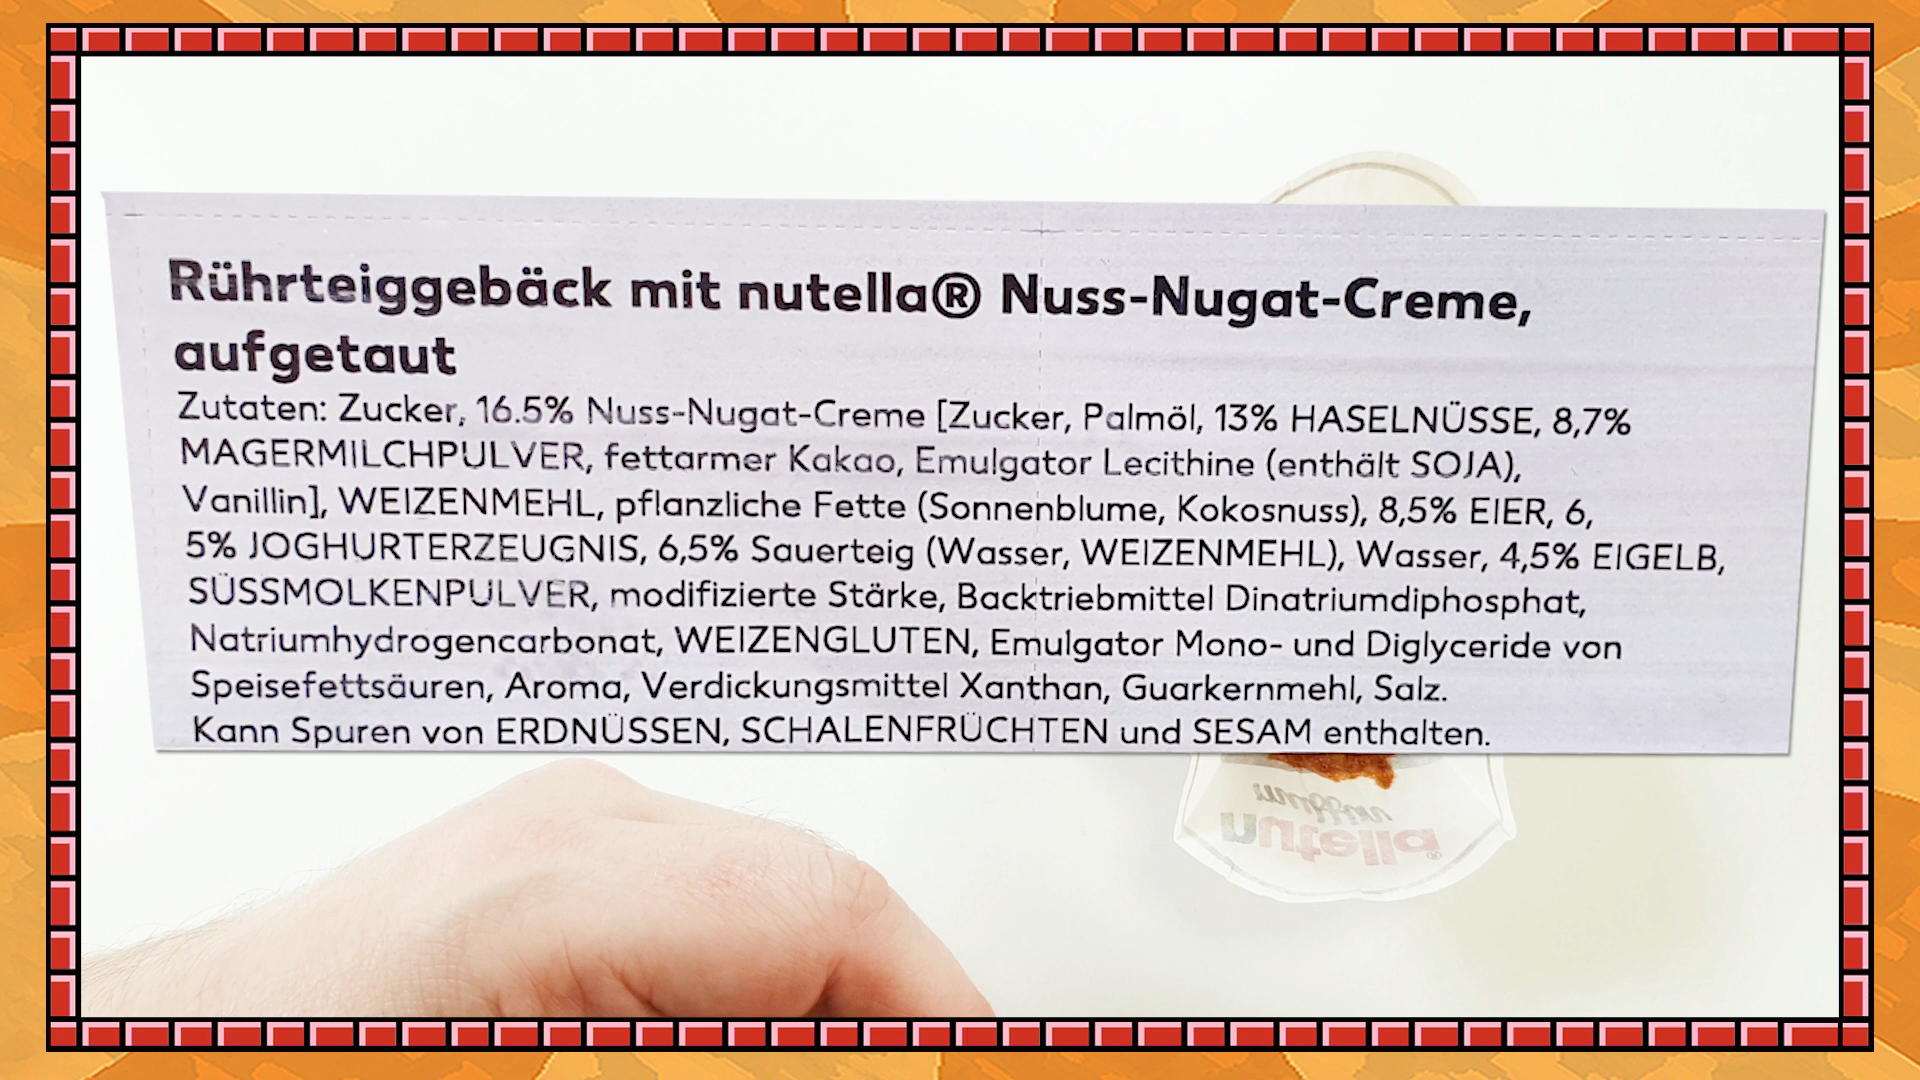 Rührteiggebäck mit nutella® Nuss-Nugat-Creme,
aufgetaut
Zutaten: Zucker, 16.5% Nuss-Nugat-Creme [Zucker, Palmöl, 13% HASELNÜSSE, 8,7%
MAGERMILCHPULVER, fettarmer Kakao, Emulgator Lecithine (enthält SOJA),
Vanillin], WEIZENMEHL, pflanzliche Fette (Sonnenblume, Kokosnuss), 8,5% EIER, 6,
5% JOGHURTERZEUGNIS, 6,5% Sauerteig (Wasser, WEIZENMEHL), Wasser, 4,5% EIGELB,
SÜSSMOLKENPULVER, modifizierte Stärke, Backtriebmittel Dinatriumdiphosphat,
Natriumhydrogencarbonat, WEIZENGLUTEN, Emulgator Mono- und Diglyceride von
Speisefettsäuren, Aroma, Verdickungsmittel Xanthan, Guarkernmehl, Salz.
Kann Spuren von ERDNÜSSEN, SCHALENFRÜCHTEN und SESAM enthalten.
muffin
nutella®